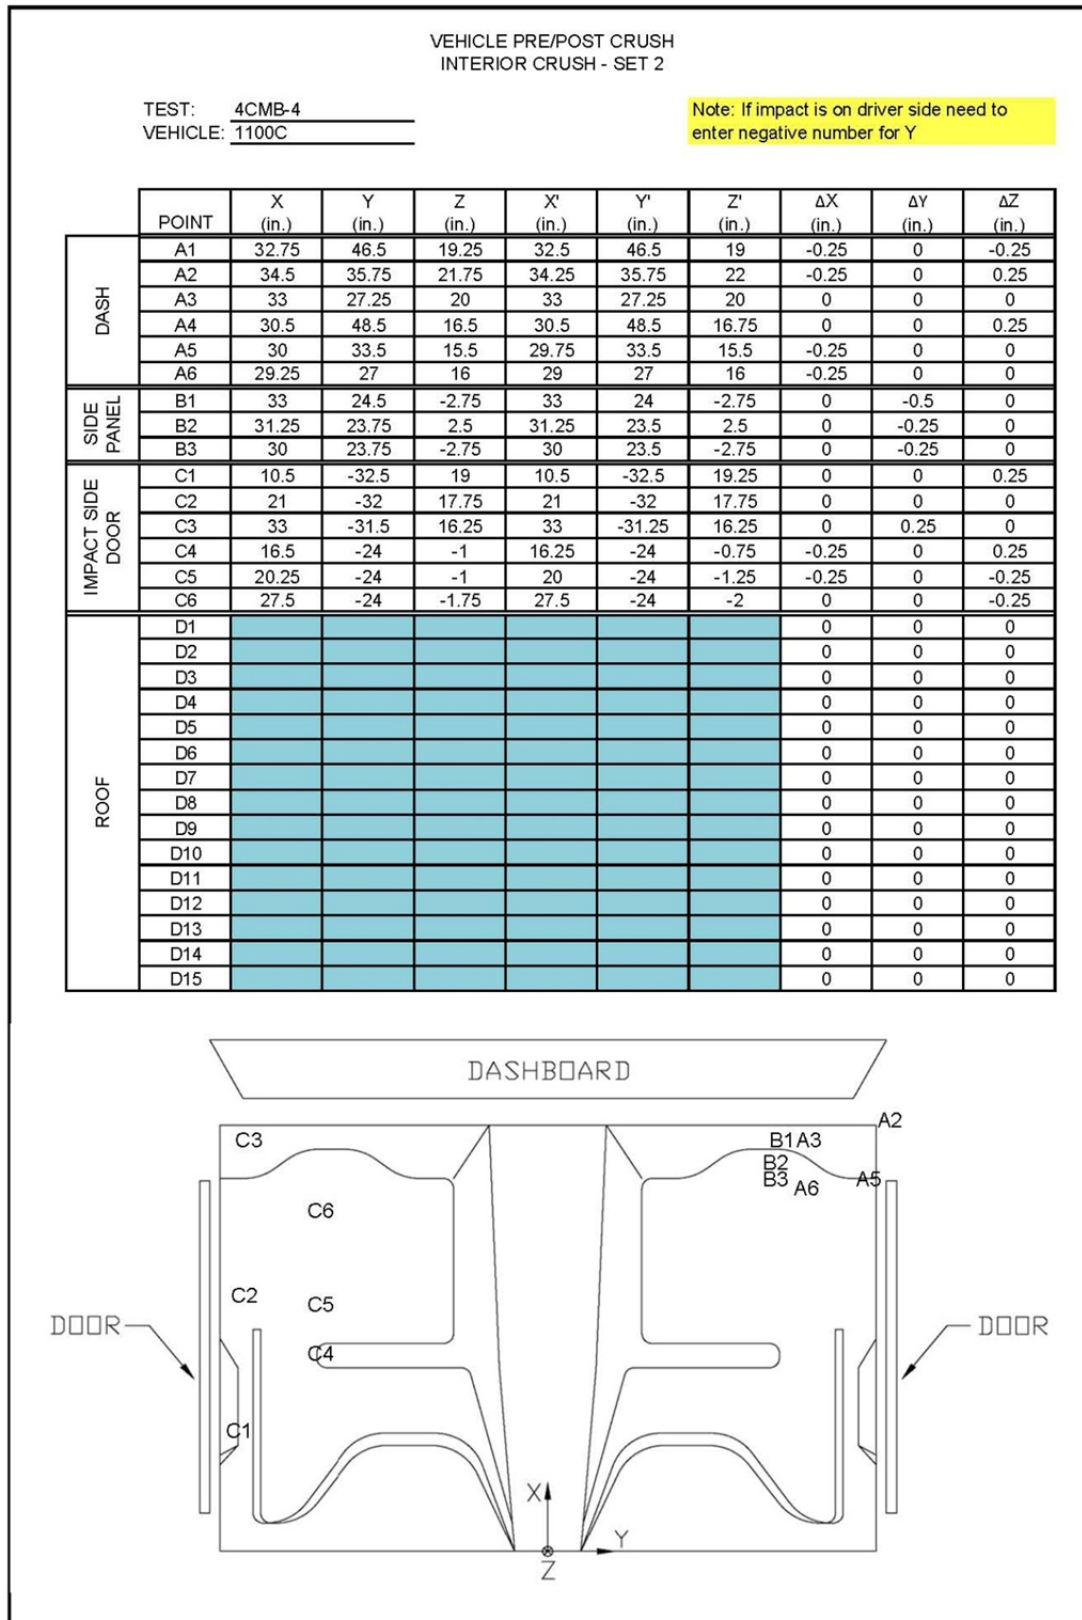 VEHICLE PRE/POST CRUSH
INTERIOR CRUSH - SET 2
TEST: 4CMB-4
VEHICLE: 1100C
Note: If impact is on driver side need to
enter negative number for Y
POINT X (in.) Y (in.) Z (in.) X' (in.) Y' (in.) Z' (in.) ΔX (in.) ΔY (in.) ΔZ (in.)
DASH
A1 32.75 46.5 19.25 32.5 46.5 19 -0.25 0 -0.25
A2 34.5 35.75 21.75 34.25 35.75 22 -0.25 0 0.25
A3 33 27.25 20 33 27.25 20 0 0 0
A4 30.5 48.5 16.5 30.5 48.5 16.75 0 0 0.25
A5 30 33.5 15.5 29.75 33.5 15.5 -0.25 0 0
A6 29.25 27 16 29 27 16 -0.25 0 0
SIDE PANEL
B1 33 24.5 -2.75 33 24 -2.75 0 -0.5 0
B2 31.25 23.75 2.5 31.25 23.5 2.5 0 -0.25 0
B3 30 23.75 -2.75 30 23.5 -2.75 0 -0.25 0
IMPACT SIDE DOOR
C1 10.5 -32.5 19 10.5 -32.5 19.25 0 0 0.25
C2 21 -32 17.75 21 -32 17.75 0 0 0
C3 33 -31.5 16.25 33 -31.25 16.25 0 0.25 0
C4 16.5 -24 -1 16.25 -24 -0.75 -0.25 0 0.25
C5 20.25 -24 -1 20 -24 -1.25 -0.25 0 -0.25
C6 27.5 -24 -1.75 27.5 -24 -2 0 0 -0.25
ROOF
D1 0 0 0
D2 0 0 0
D3 0 0 0
D4 0 0 0
D5 0 0 0
D6 0 0 0
D7 0 0 0
D8 0 0 0
D9 0 0 0
D10 0 0 0
D11 0 0 0
D12 0 0 0
D13 0 0 0
D14 0 0 0
D15 0 0 0
DASHBOARD
A2
C3 B1 A3
B2
B3 A6 A5
C6
C2 C5
DOOR DOOR
C4
C1
X
Y
Z